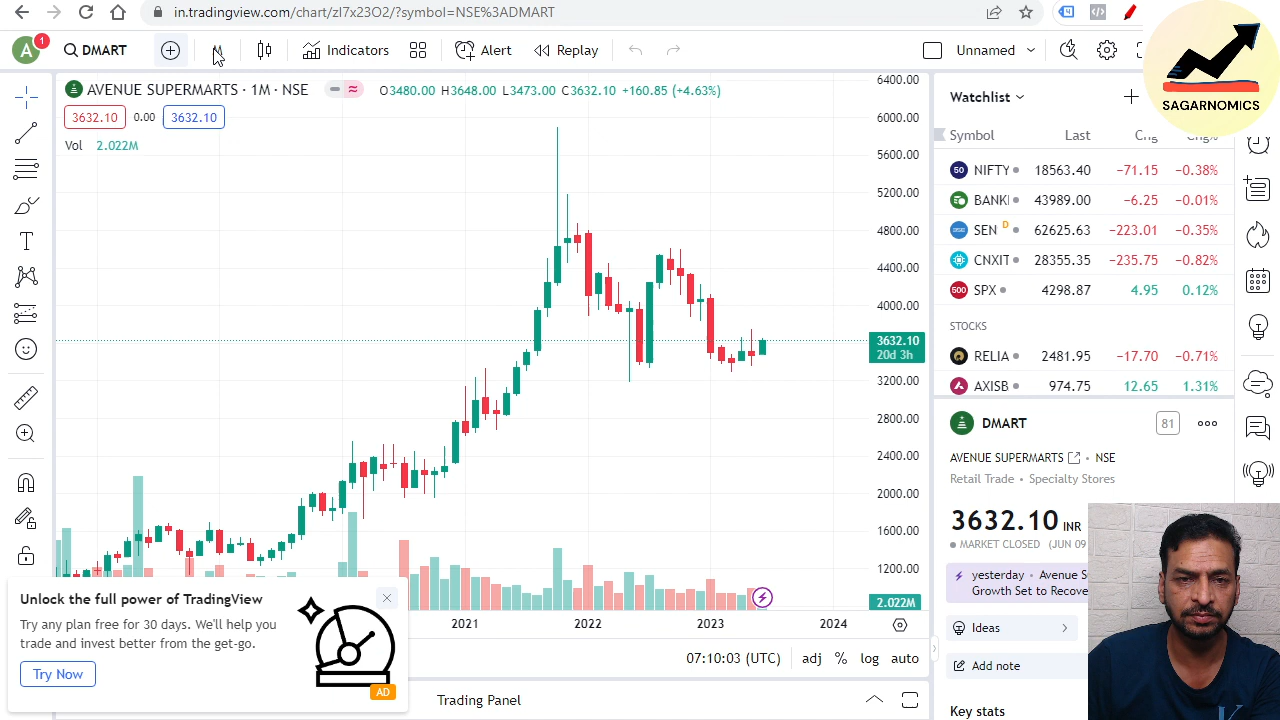 in.tradingview.com/chart/zl7x23O2/?symbol=NSE%3ADMART
A 1 DMART M Indicators Alert Replay Unnamed
SAGARNOMICS
AVENUE SUPERMARTS · 1M · NSE O3480.00 H3648.00 L3473.00 C3632.10 +160.85 (+4.63%)
3632.10 0.00 3632.10
Vol 2.022M
6400.00
6000.00
5600.00
5200.00
4800.00
4400.00
4000.00
3632.10
20d 3h
3200.00
2800.00
2400.00
2000.00
1600.00
1200.00
2.022M
2021 2022 2023 2024
07:10:03 (UTC) adj % log auto
Trading Panel
Unlock the full power of TradingView
Try any plan free for 30 days. We'll help you
trade and invest better from the get-go.
Try Now
AD
Watchlist
Symbol Last Chg Chg%
50 NIFTY 18563.40 −71.15 −0.38%
BANKI 43989.00 −6.25 −0.01%
SEN D 62625.63 −223.01 −0.35%
CNXIT 28355.35 −235.75 −0.82%
500 SPX 4298.87 4.95 0.12%
STOCKS
RELIA 2481.95 −17.70 −0.71%
AXISB 974.75 12.65 1.31%
DMART 81
AVENUE SUPERMARTS · NSE
Retail Trade · Specialty Stores
3632.10 INR
MARKET CLOSED (JUN 09
yesterday · Avenue S
Growth Set to Recove
Ideas
Add note
Key stats